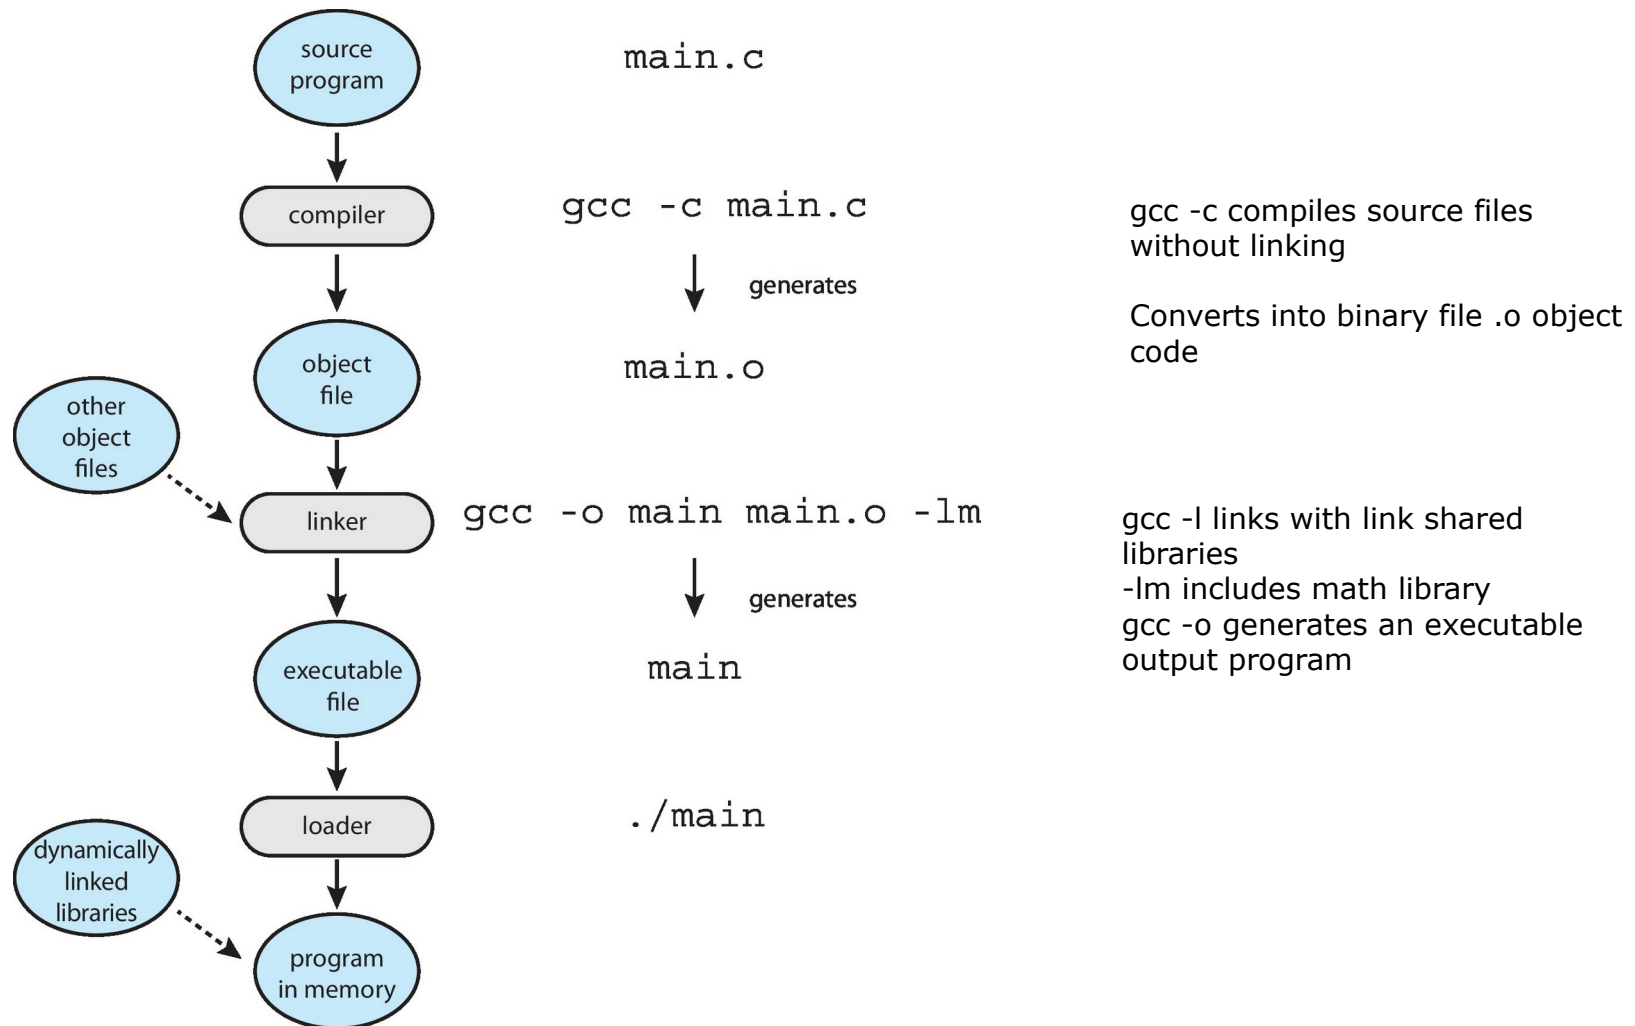 source
program
main.c
compiler
gcc -c main.c
gcc -c compiles source files
without linking
generates
Converts into binary file .o object
code
object
file
main.o
other
object
files
linker
gcc -o main main.o -lm
gcc -l links with link shared
libraries
-lm includes math library
gcc -o generates an executable
output program
generates
executable
file
main
loader
./main
dynamically
linked
libraries
program
in memory